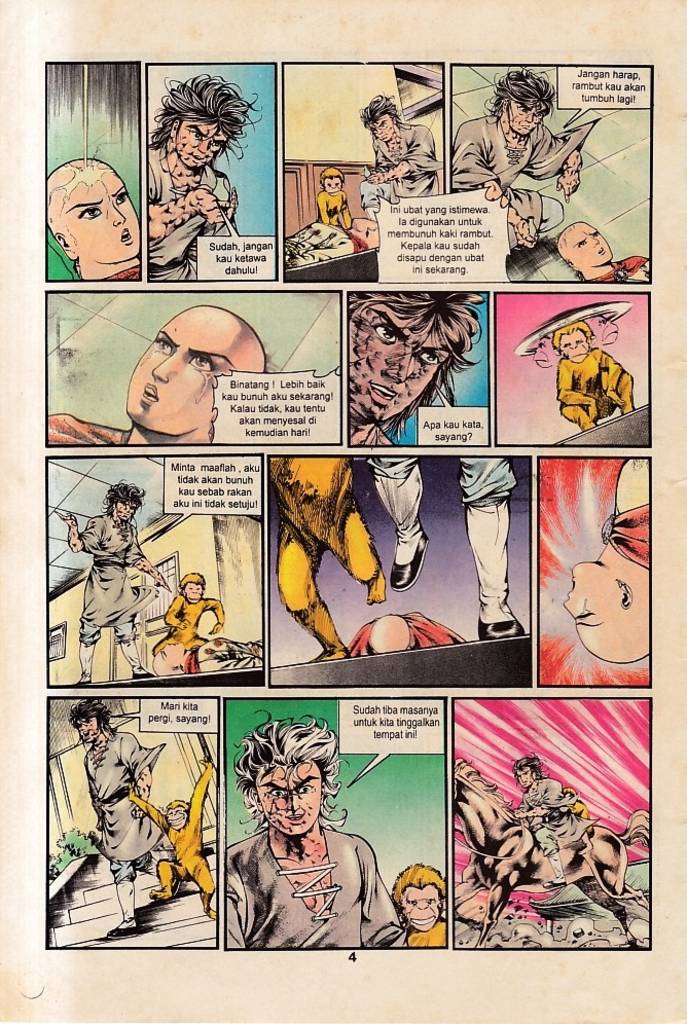 Sudah, jangan
kau ketawa
dahulu!
Ini ubat yang istimewa.
Ia digunakan untuk
membunuh kaki rambut.
Kepala kau sudah
disapu dengan ubat
ini sekarang.
Jangan harap,
rambut kau akan
tumbuh lagi!
Binatang ! Lebih baik
kau bunuh aku sekarang!
Kalau tidak, kau tentu
akan menyesal di
kemudian hari!
Apa kau kata,
sayang?
Minta maaflah , aku
tidak akan bunuh
kau sebab rakan
aku ini tidak setuju!
Mari kita
pergi, sayang!
Sudah tiba masanya
untuk kita tinggalkan
tempat ini!
4